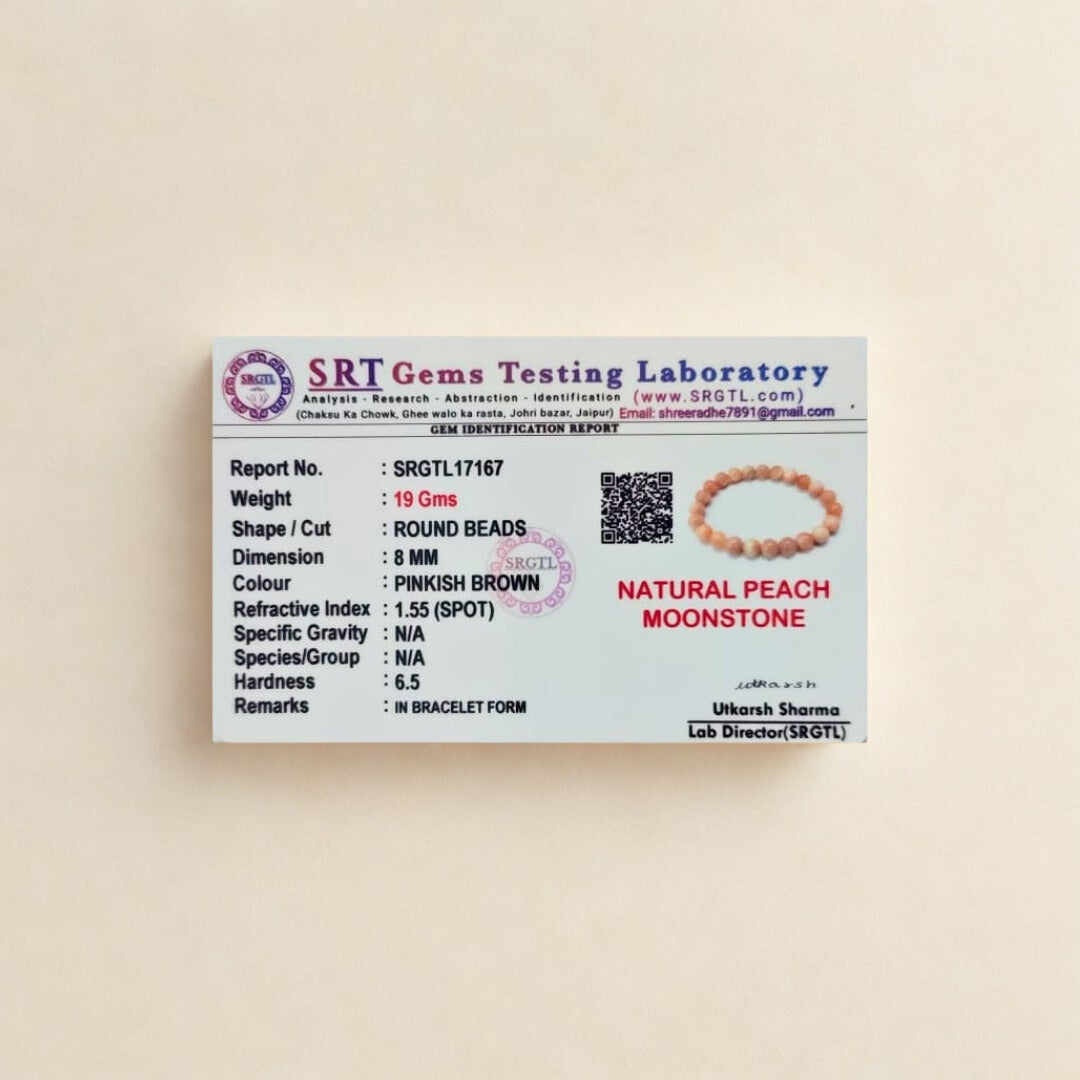 SRGTL
SRT Gems Testing Laboratory
Analysis - Research - Abstraction - Identification (www.SRGTL.com)
(Chaksu Ka Chowk, Ghee walo ka rasta, Johri bazar, Jaipur) Email: shreeradhe7891@gmail.com
GEM IDENTIFICATION REPORT
Report No. : SRGTL17167
Weight : 19 Gms
Shape / Cut : ROUND BEADS
Dimension : 8 MM
SRGTL
Colour : PINKISH BROWN
Refractive Index : 1.55 (SPOT)
Specific Gravity : N/A
Species/Group : N/A
Hardness : 6.5
Remarks : IN BRACELET FORM
NATURAL PEACH
MOONSTONE
utkarsh
Utkarsh Sharma
Lab Director(SRGTL)